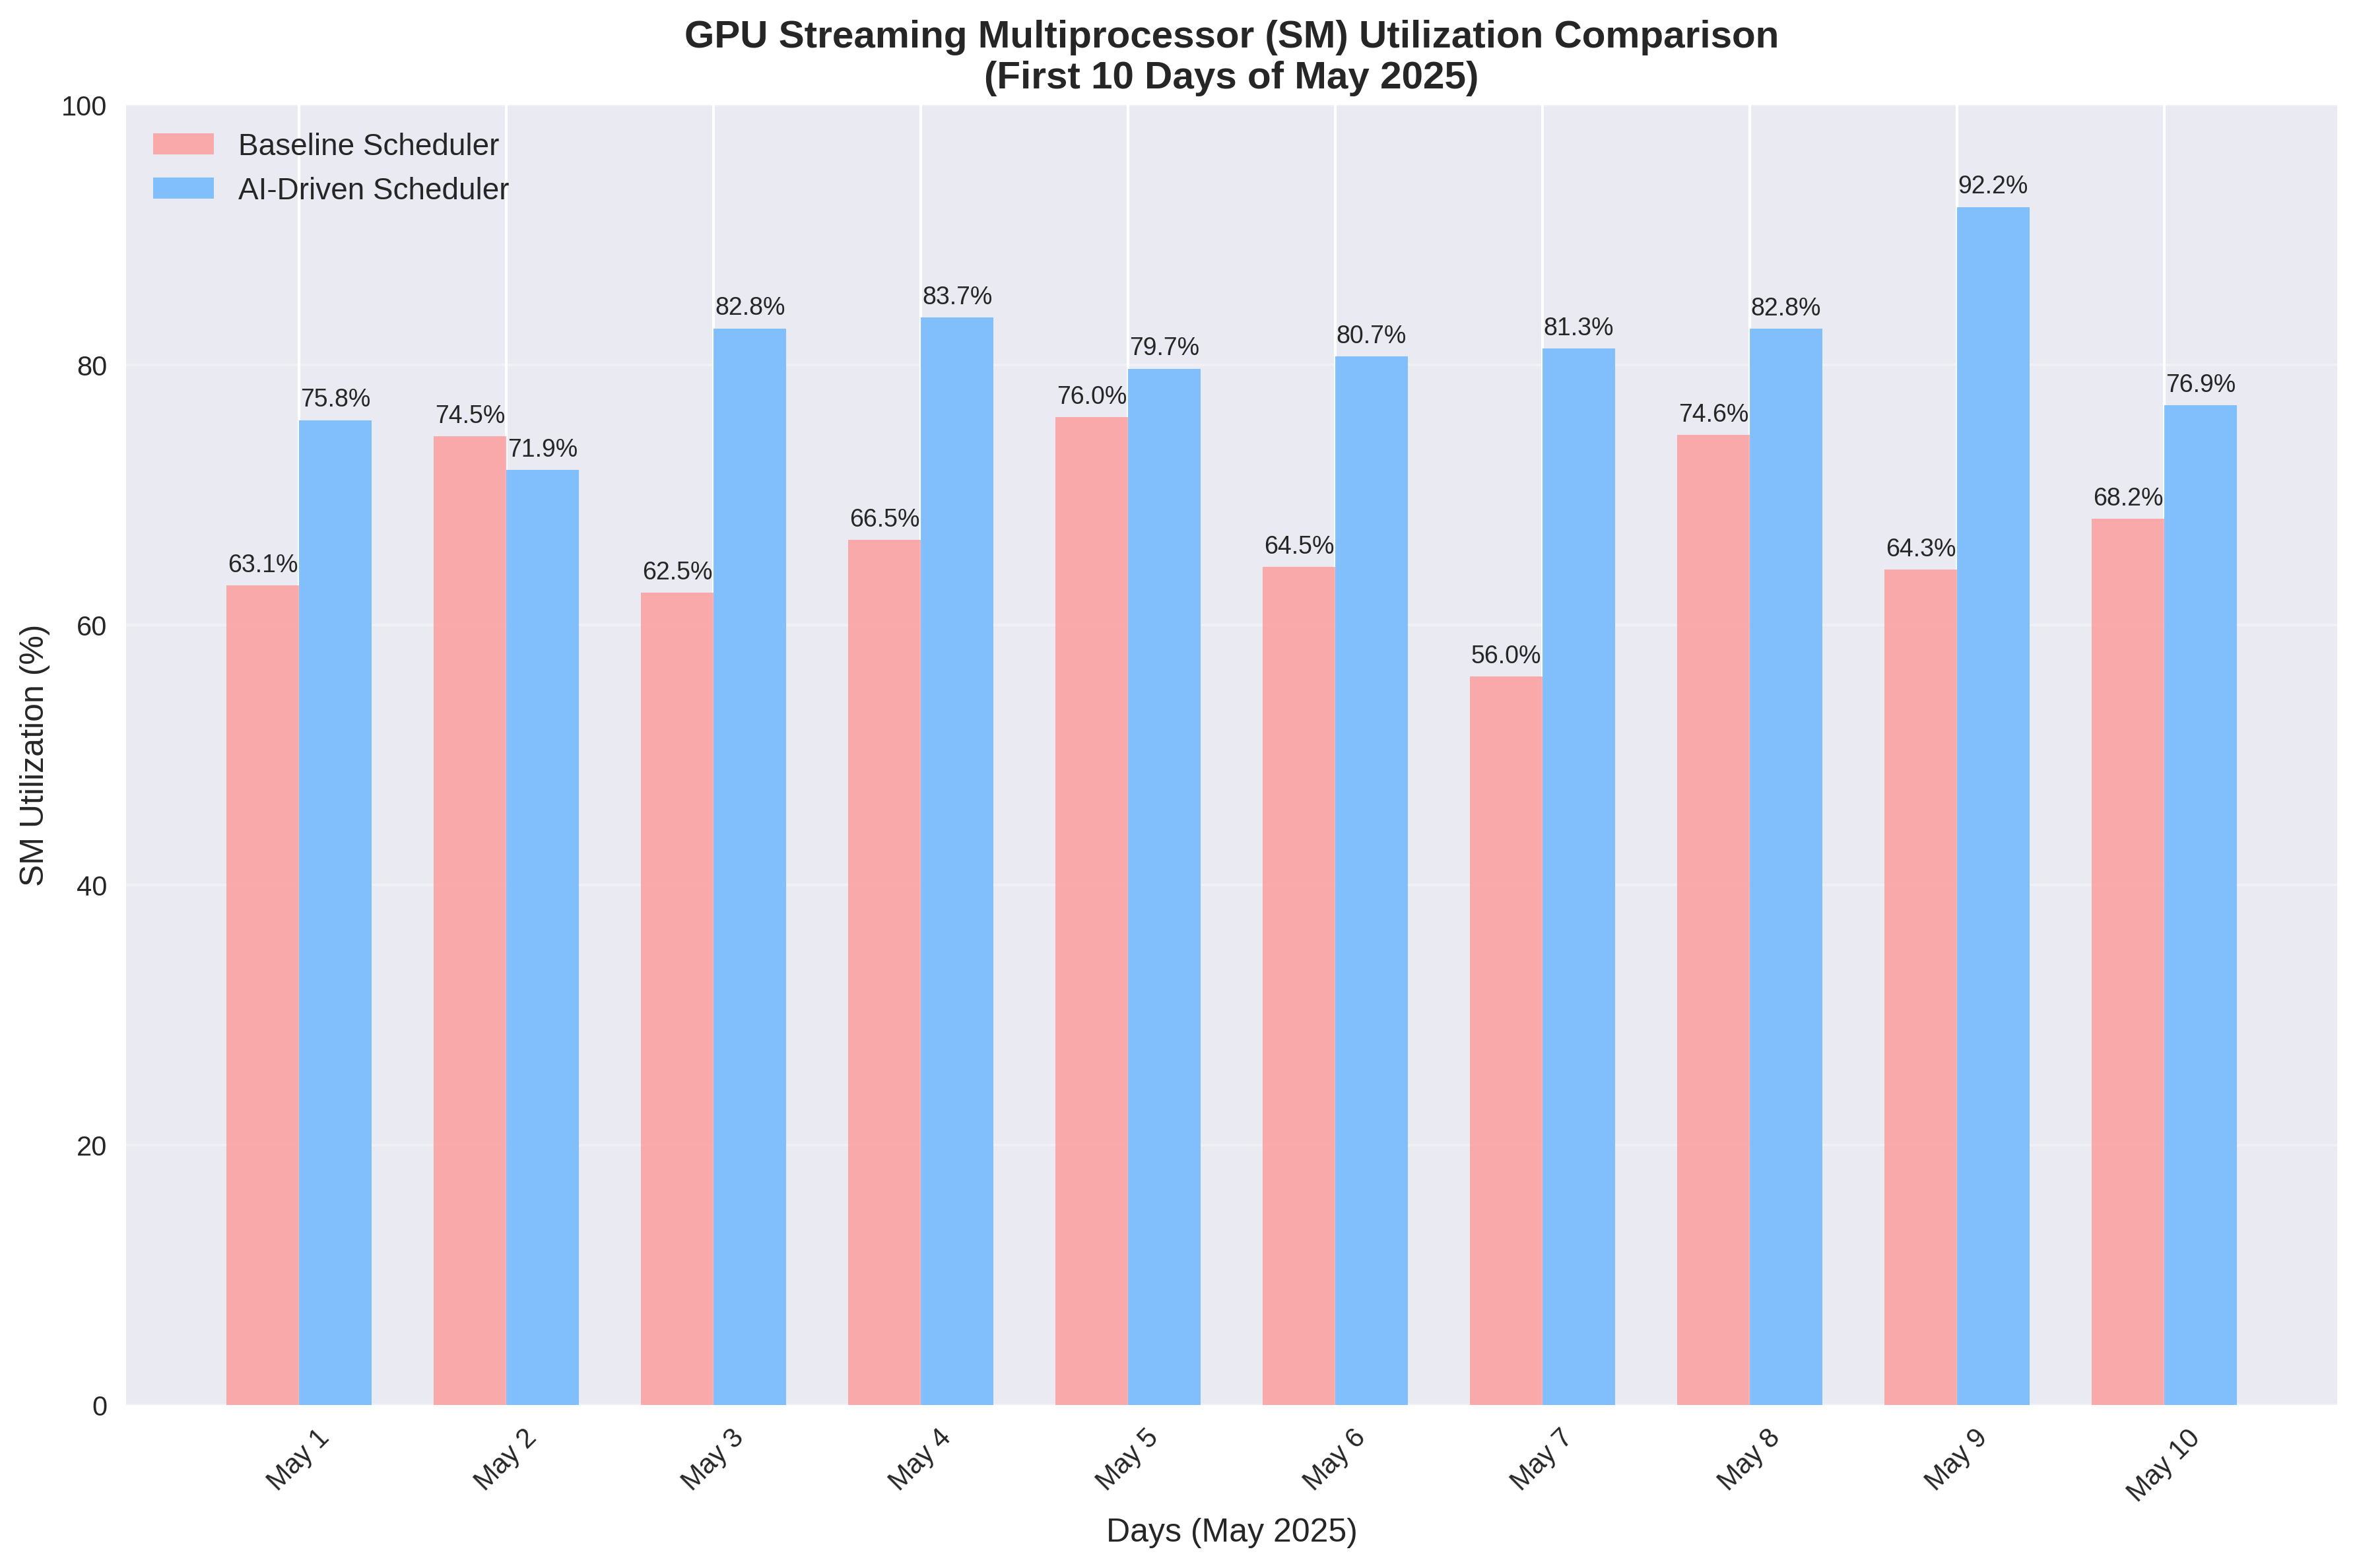 GPU Streaming Multiprocessor (SM) Utilization Comparison
(First 10 Days of May 2025)
100
80
60
40
20
0
SM Utilization (%)
Baseline Scheduler
AI-Driven Scheduler
63.1%
75.8%
74.5%
71.9%
62.5%
82.8%
66.5%
83.7%
76.0%
79.7%
64.5%
80.7%
56.0%
81.3%
74.6%
82.8%
64.3%
92.2%
68.2%
76.9%
May 1
May 2
May 3
May 4
May 5
May 6
May 7
May 8
May 9
May 10
Days (May 2025)